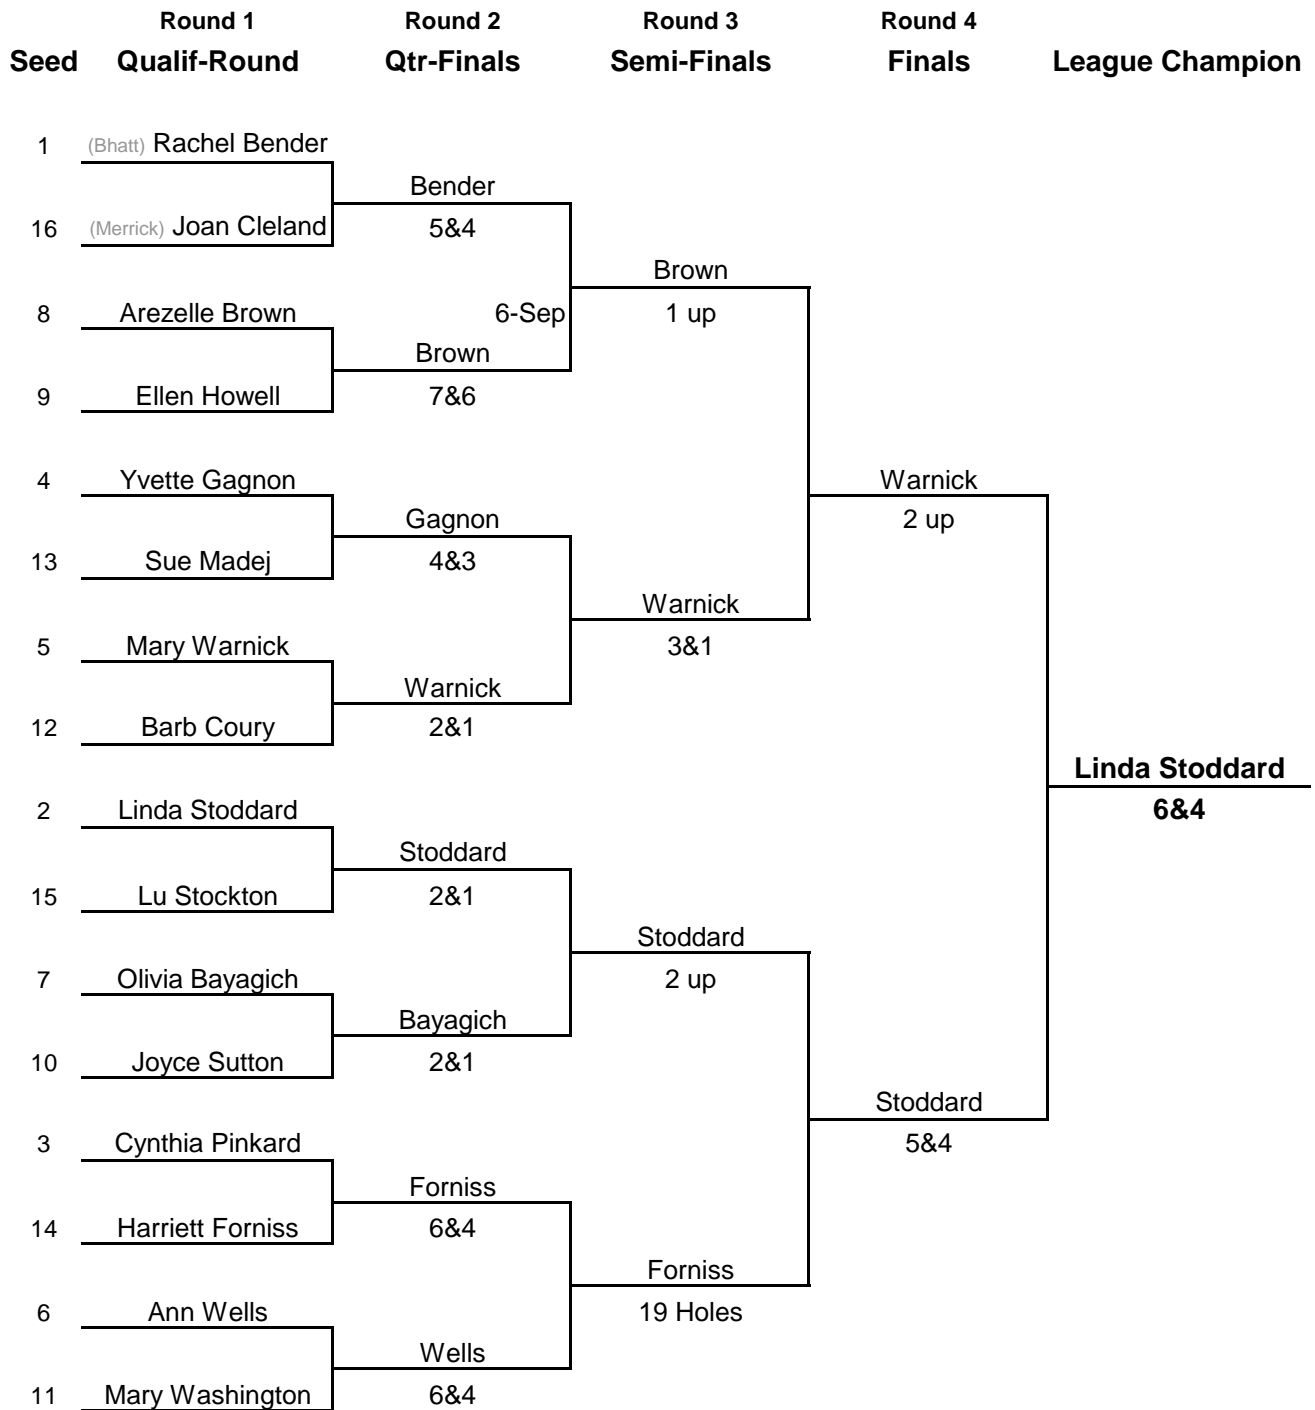 Round 1 Round 2 Round 3 Round 4
Seed Qualif-Round Qtr-Finals Semi-Finals Finals League Champion
1 (Bhatt) Rachel Bender
Bender
16 (Merrick) Joan Cleland 5&4
Brown
8 Arezelle Brown 6-Sep 1 up
Brown
9 Ellen Howell 7&6
4 Yvette Gagnon Warnick
Gagnon 2 up
13 Sue Madej 4&3
Warnick
5 Mary Warnick 3&1
Warnick
12 Barb Coury 2&1
Linda Stoddard
2 Linda Stoddard 6&4
Stoddard
15 Lu Stockton 2&1
Stoddard
7 Olivia Bayagich 2 up
Bayagich
10 Joyce Sutton 2&1
Stoddard
3 Cynthia Pinkard 5&4
Forniss
14 Harriett Forniss 6&4
Forniss
6 Ann Wells 19 Holes
Wells
11 Mary Washington 6&4